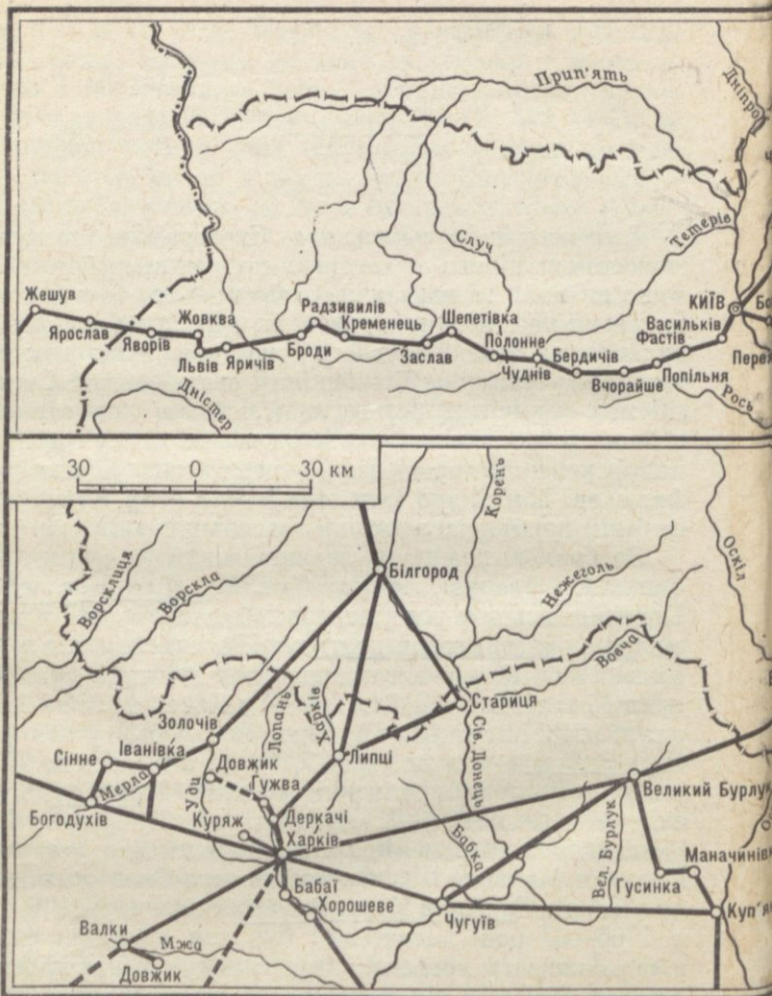 Прип'ять
Дніпро
Случ
Тетерів
Жешув
Ярослав
Яворів
Жовква
Львів
Яричів
Броди
Радзивилів
Кременець
Заслав
Шепетівка
Полонне
Чуднів
Бердичів
Вчорайше
Попільня
Фастів
Васильків
КИЇВ
Дністер
Рось
30 0 30 км
Корень
Оскіл
Ворсклиця
Ворскла
Білгород
Нежеголь
Вовча
Стариця
Сів. Донець
Золочів
Лопань
Харків
Липці
Сінне
Іванівка
Довжик
Гужва
Мерла
Уди
Богодухів
Куряж
Деркачі
Харків
Великий Бурлук
Бабка
Вел. Бурлук
Гусинка
Бабаї
Хорошеве
Чугуїв
Валки
Мжа
Довжик